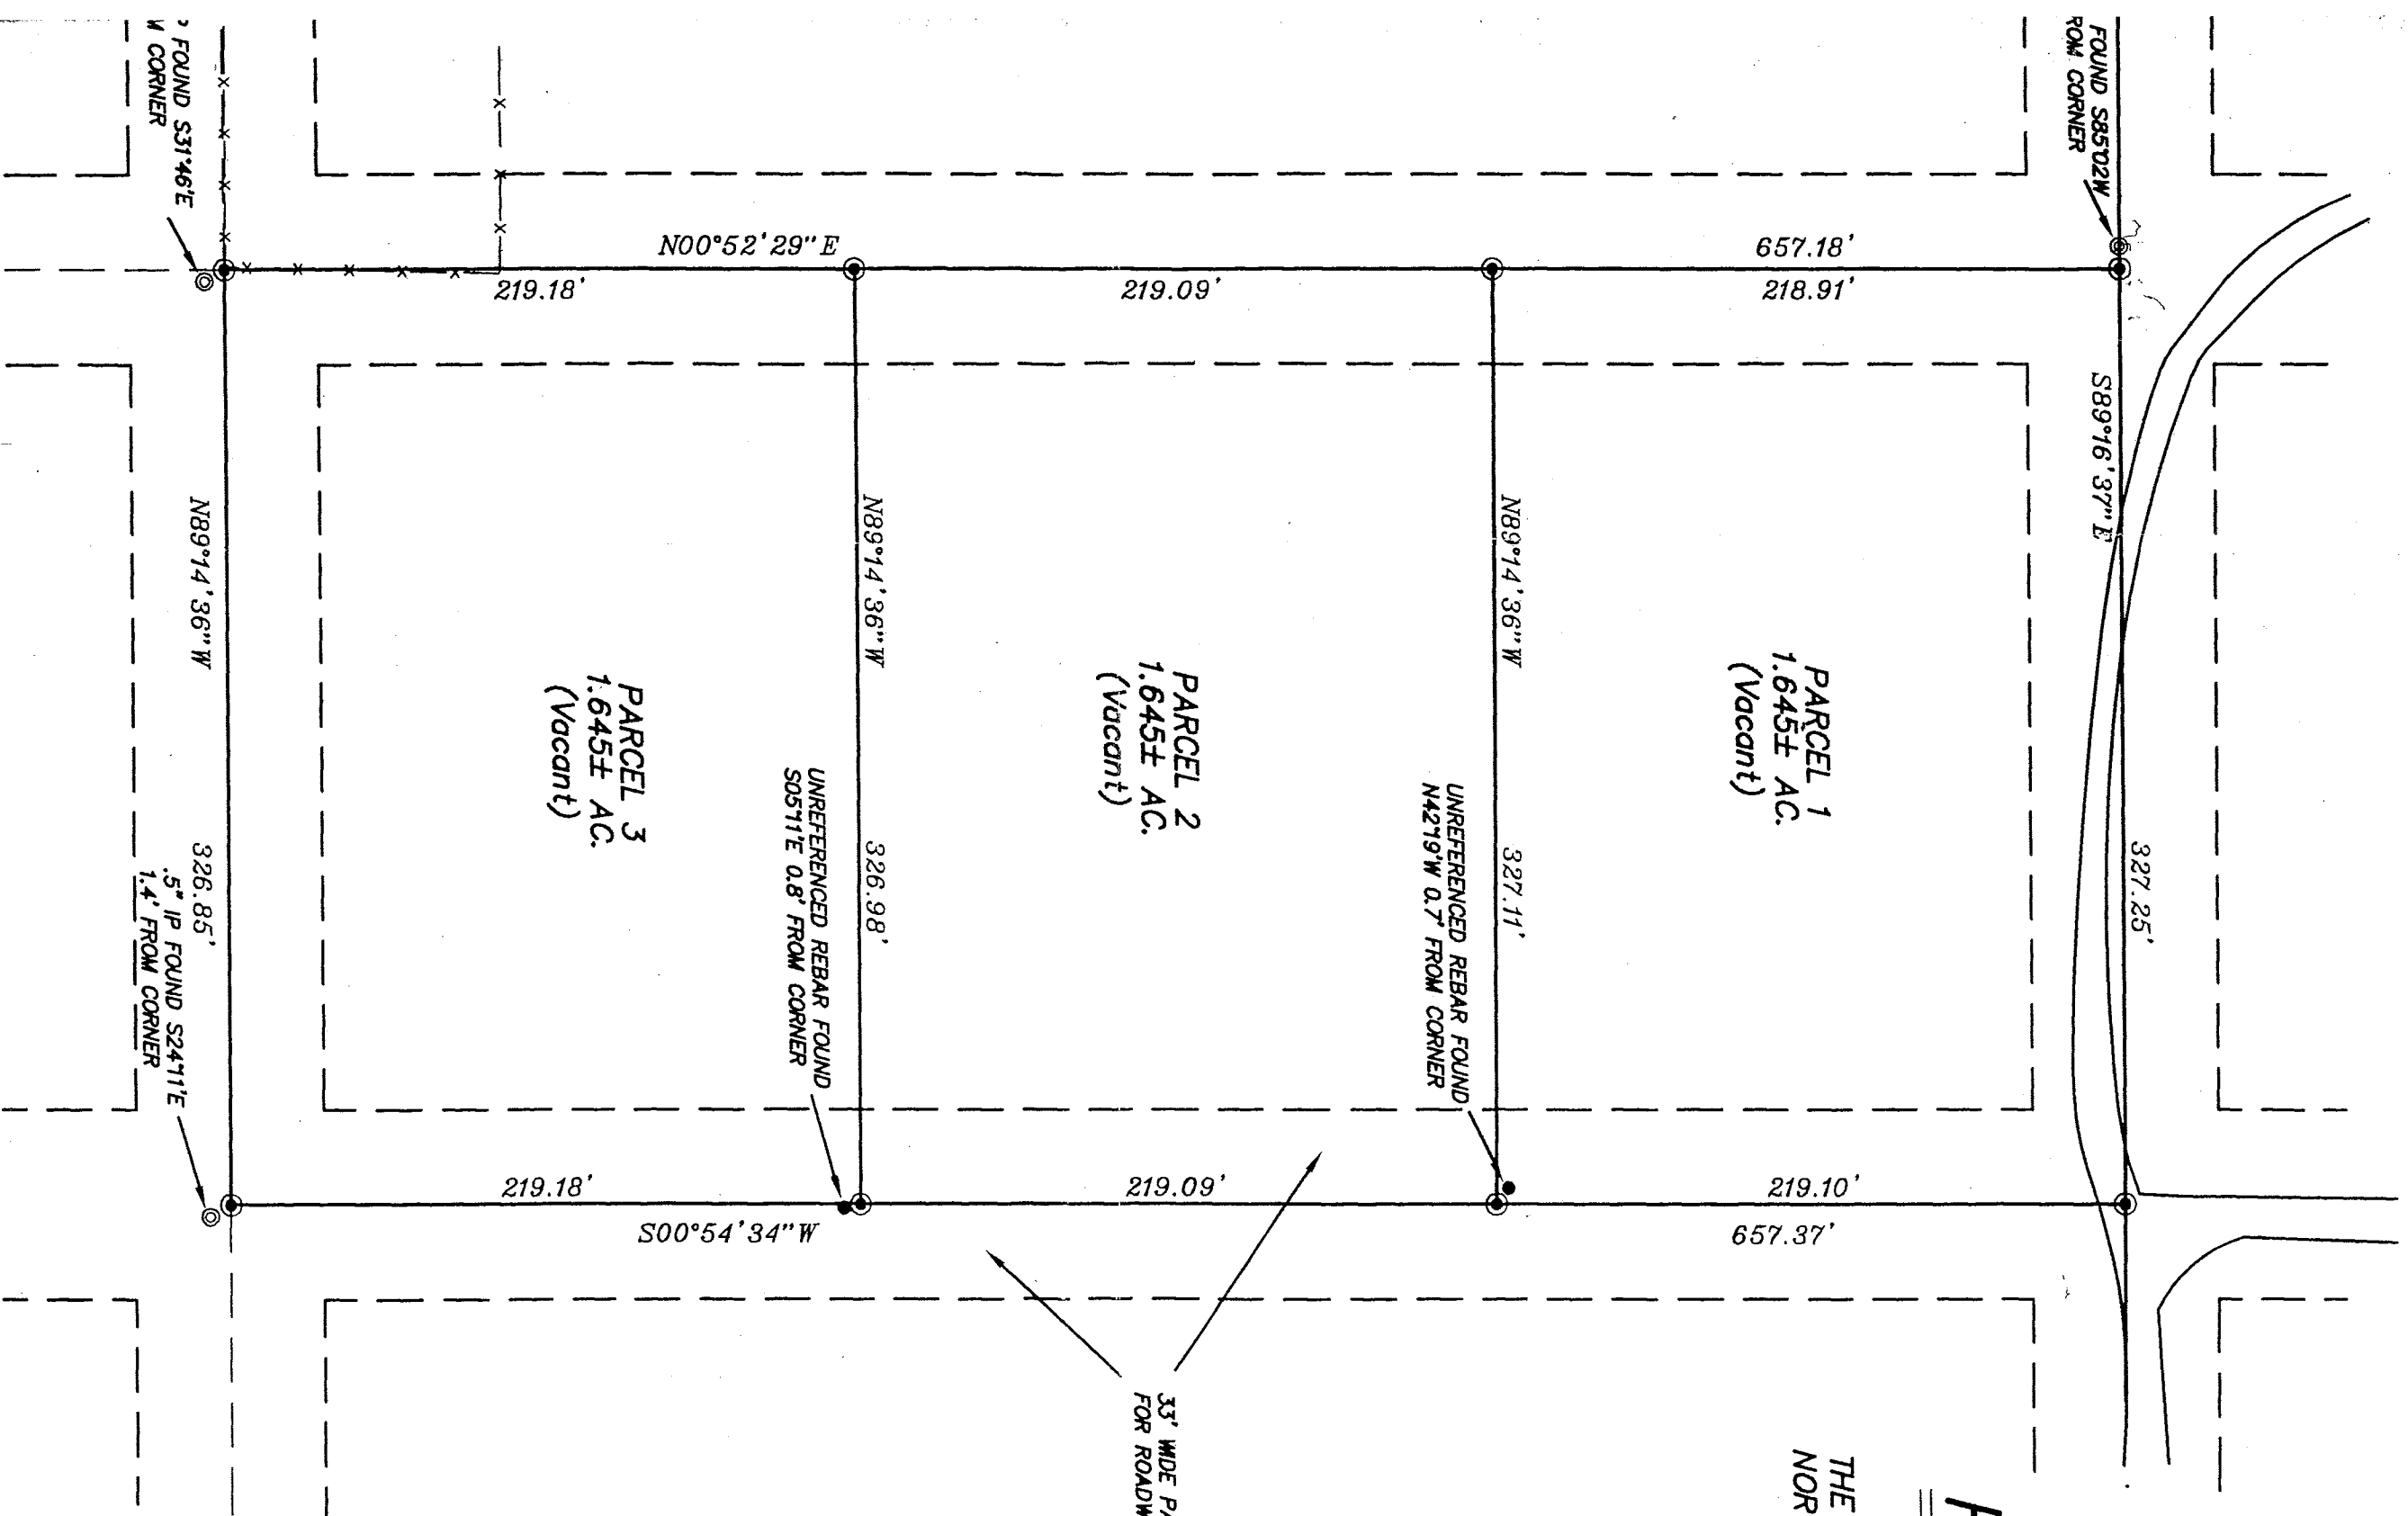 FOUND S85°02'W
ROM CORNER
FOUND S31°46'E
CORNER
N00°52'29"E
657.18'
219.18'
219.09'
218.91'
S89°16'37"E
327.25'
N89°14'36"W
327.11'
N89°14'36"W
326.98'
N89°14'36"W
326.85'
PARCEL 1
1.645± AC.
(Vacant)
PARCEL 2
1.645± AC.
(Vacant)
PARCEL 3
1.645± AC.
(Vacant)
UNREFERENCED REBAR FOUND
N42°19'W 0.7' FROM CORNER
UNREFERENCED REBAR FOUND
S05°11'E 0.8' FROM CORNER
.5" IP FOUND S24°11'E
1.4' FROM CORNER
219.18'
219.09'
219.10'
S00°54'34"W
657.37'
33' WIDE PA
FOR ROADW
THE
NOR